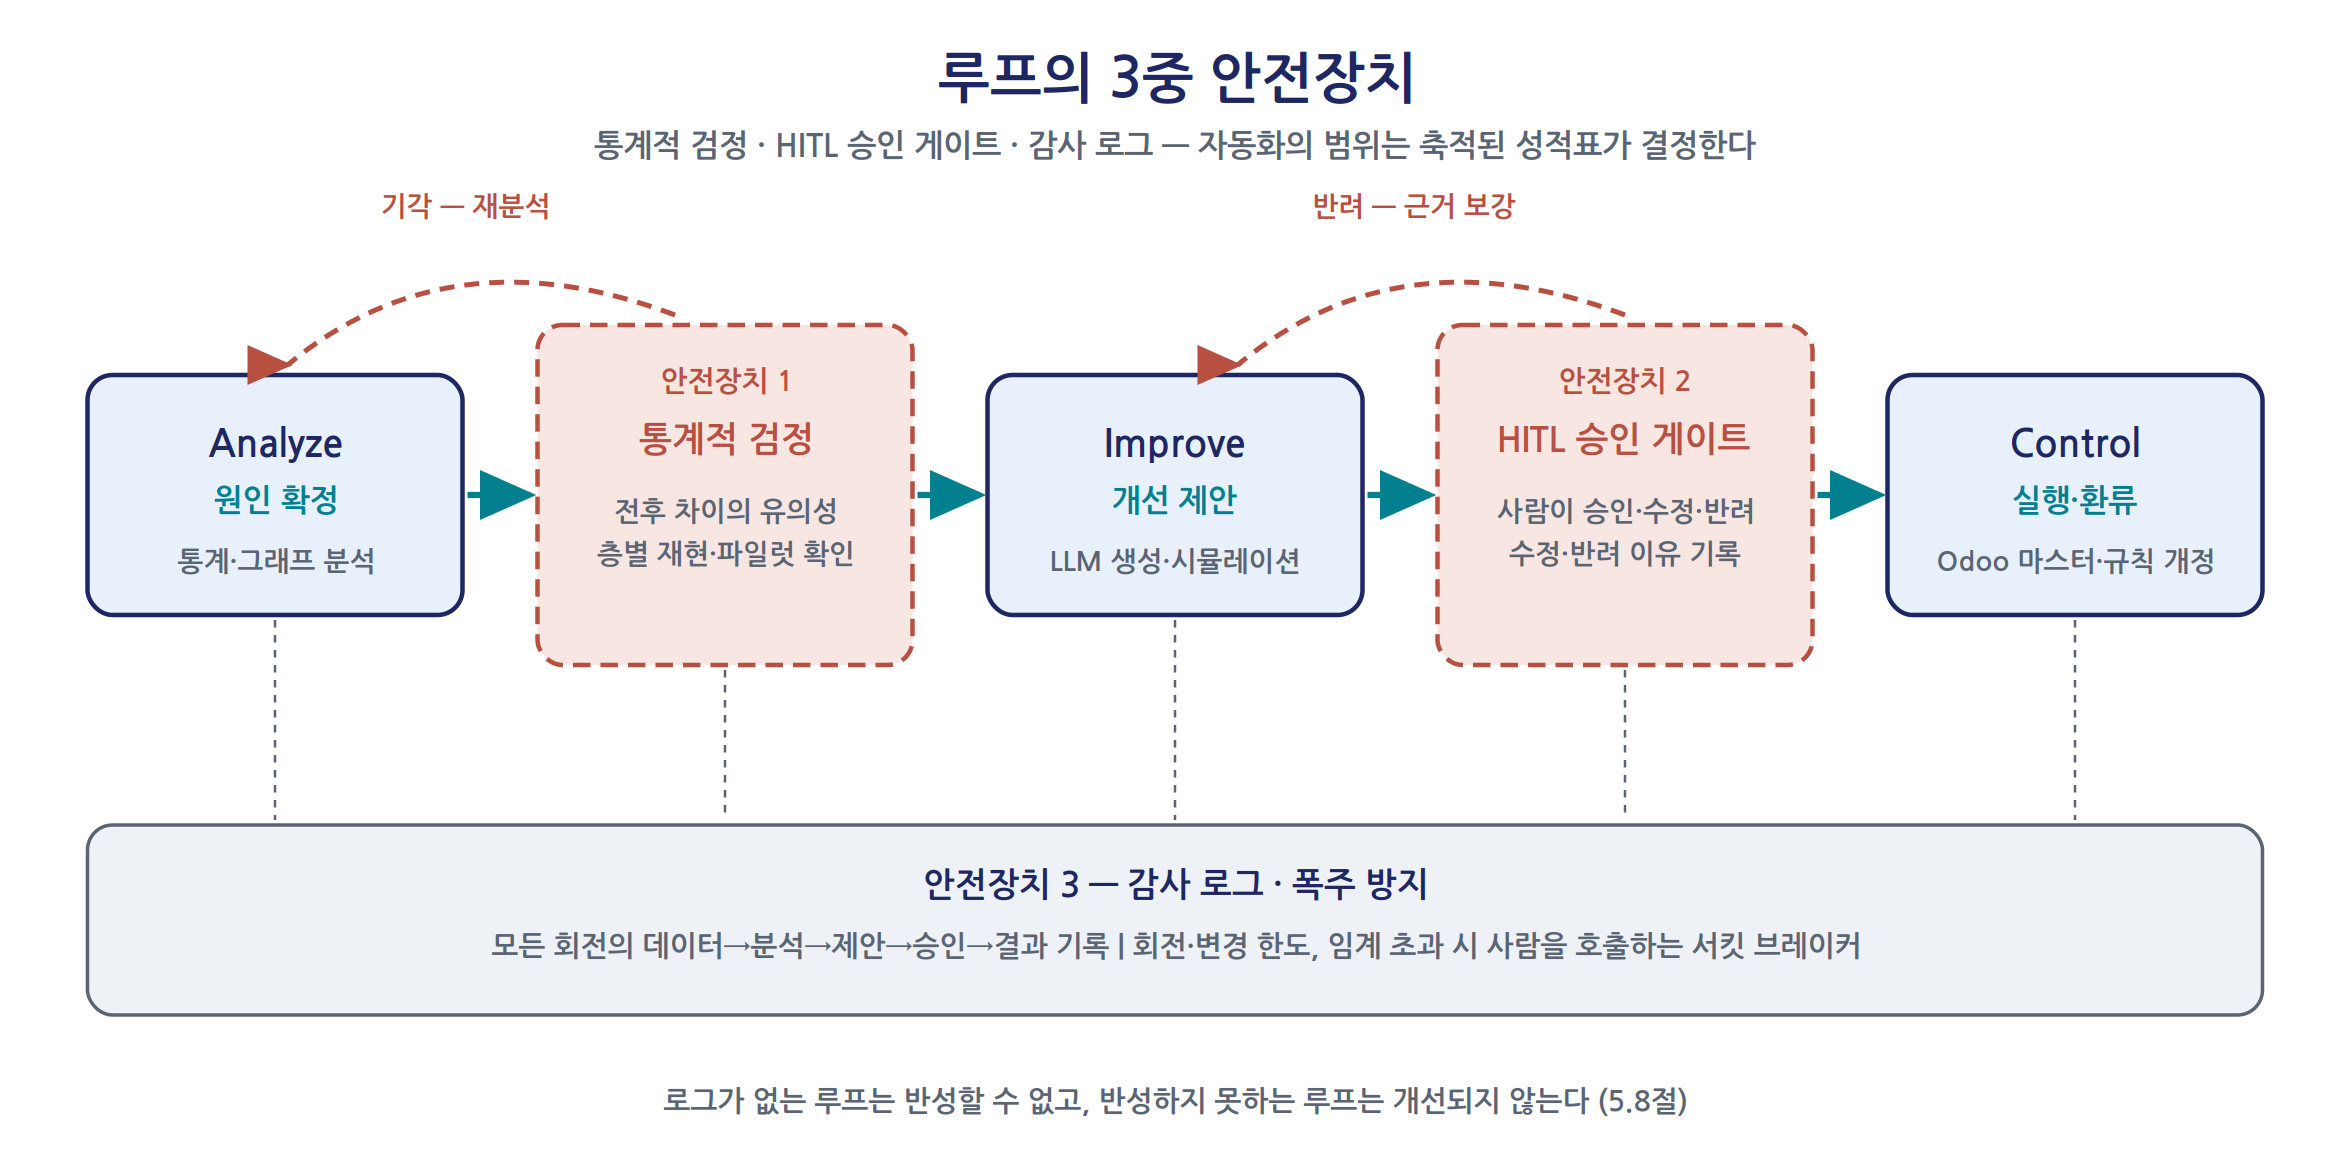 루프의 3중 안전장치
통계적 검정 · HITL 승인 게이트 · 감사 로그 — 자동화의 범위는 축적된 성적표가 결정한다
기각 — 재분석
반려 — 근거 보강
Analyze
원인 확정
통계·그래프 분석
안전장치 1
통계적 검정
전후 차이의 유의성
층별 재현·파일럿 확인
Improve
개선 제안
LLM 생성·시뮬레이션
안전장치 2
HITL 승인 게이트
사람이 승인·수정·반려
수정·반려 이유 기록
Control
실행·환류
Odoo 마스터·규칙 개정
안전장치 3 — 감사 로그 · 폭주 방지
모든 회전의 데이터→분석→제안→승인→결과 기록 | 회전·변경 한도, 임계 초과 시 사람을 호출하는 서킷 브레이커
로그가 없는 루프는 반성할 수 없고, 반성하지 못하는 루프는 개선되지 않는다 (5.8절)